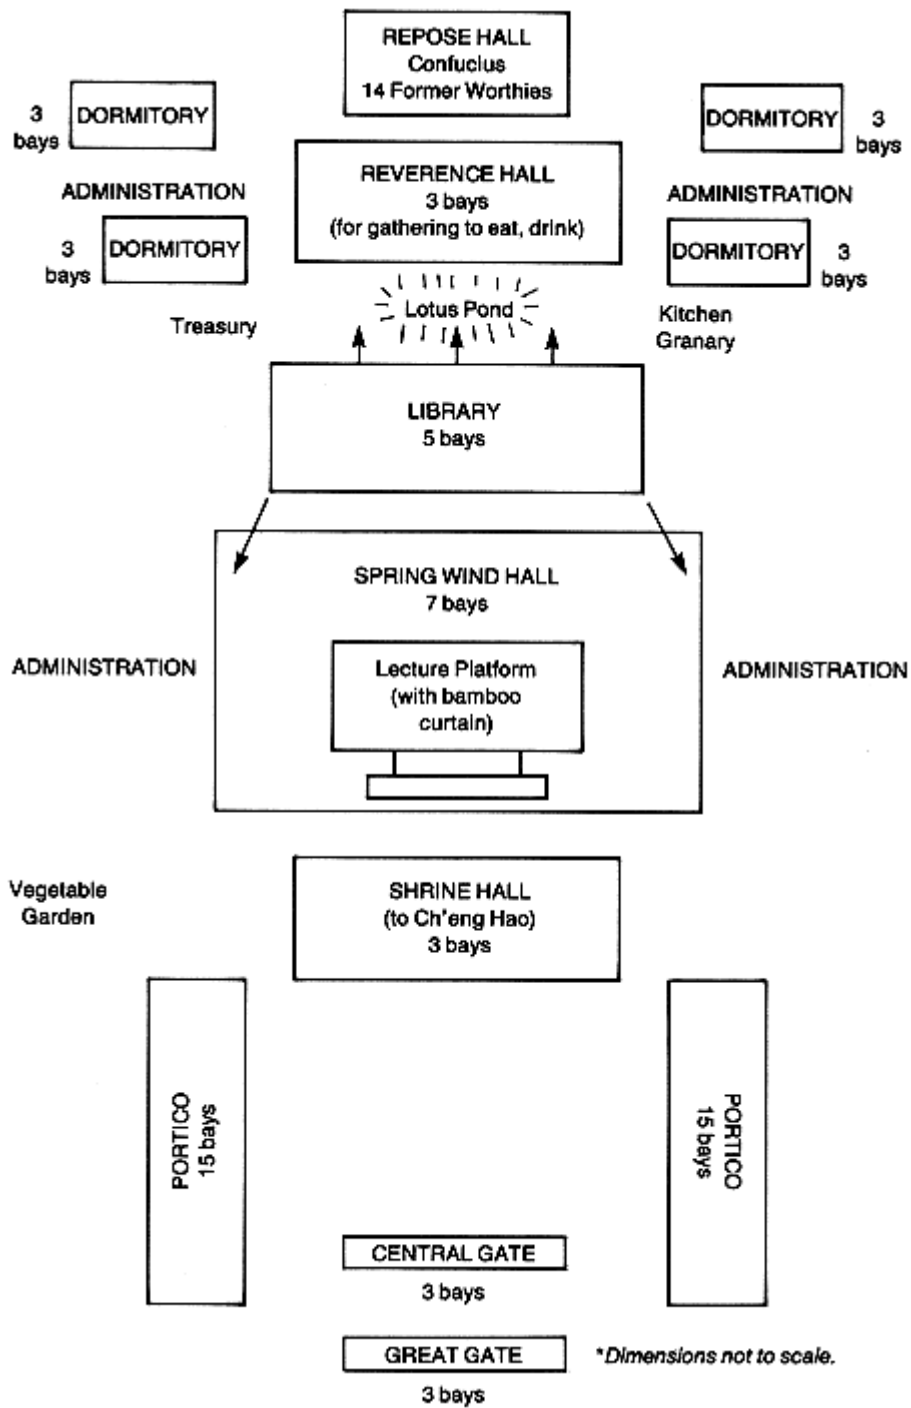 REPOSE HALL
Confucius
14 Former Worthies
3
bays
DORMITORY
DORMITORY
3
bays
REVERENCE HALL
3 bays
(for gathering to eat, drink)
ADMINISTRATION
ADMINISTRATION
3
bays
DORMITORY
DORMITORY
3
bays
Lotus Pond
Treasury
Kitchen
Granary
LIBRARY
5 bays
SPRING WIND HALL
7 bays
ADMINISTRATION
Lecture Platform
(with bamboo
curtain)
ADMINISTRATION
Vegetable
Garden
SHRINE HALL
(to Ch'eng Hao)
3 bays
PORTICO
15 bays
PORTICO
15 bays
CENTRAL GATE
3 bays
GREAT GATE
3 bays
*Dimensions not to scale.